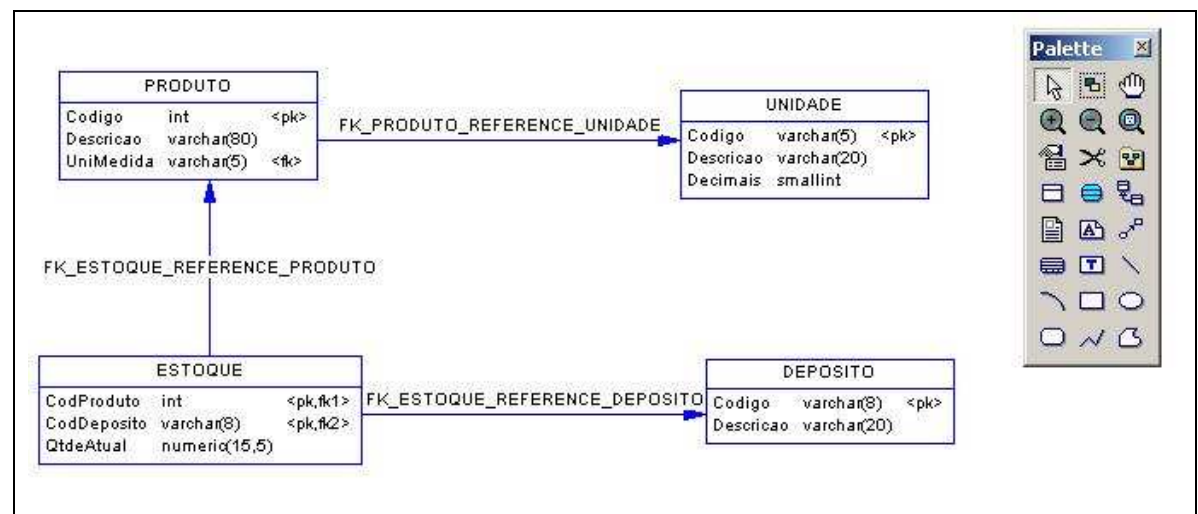 Palette
PRODUTO
Codigo int <pk>
Descricao varchar(80)
UniMedida varchar(5) <fk>
FK_PRODUTO_REFERENCE_UNIDADE
UNIDADE
Codigo varchar(5) <pk>
Descricao varchar(20)
Decimais smallint
FK_ESTOQUE_REFERENCE_PRODUTO
ESTOQUE
CodProduto int <pk,fk1>
CodDeposito varchar(8) <pk,fk2>
QtdeAtual numeric(15,5)
FK_ESTOQUE_REFERENCE_DEPOSITO
DEPOSITO
Codigo varchar(8) <pk>
Descricao varchar(20)